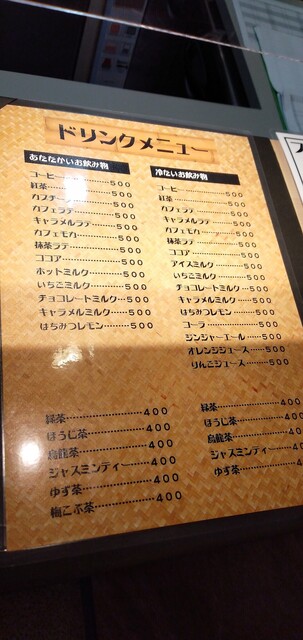 ドリンクメニュー
あたたかいお飲み物
コーヒー………500
紅茶…………500
カプチーノ………500
カフェラテ………500
キャラメルラテ……500
カフェモカ………500
抹茶ラテ………500
ココア…………500
ホットミルク………500
いちごミルク………500
チョコレートミルク…500
キャラメルミルク……500
はちみつレモン……500
緑茶…………400
ほうじ茶…………400
烏龍茶…………400
ジャスミンティー……400
ゆず茶…………400
梅こぶ茶…………400
冷たいお飲み物
コーヒー…………500
紅茶…………500
カフェラテ………500
キャラメルラテ……500
カフェモカ………500
抹茶ラテ………500
ココア…………500
アイスミルク………500
いちごミルク………500
チョコレートミルク…500
キャラメルミルク……500
はちみつレモン……500
コーラ…………500
ジンジャーエール……500
オレンジジュース……500
りんごジュース……500
緑茶…………400
ほうじ茶…………400
烏龍茶…………40
ジャスミンティー……40
ゆず茶…………40